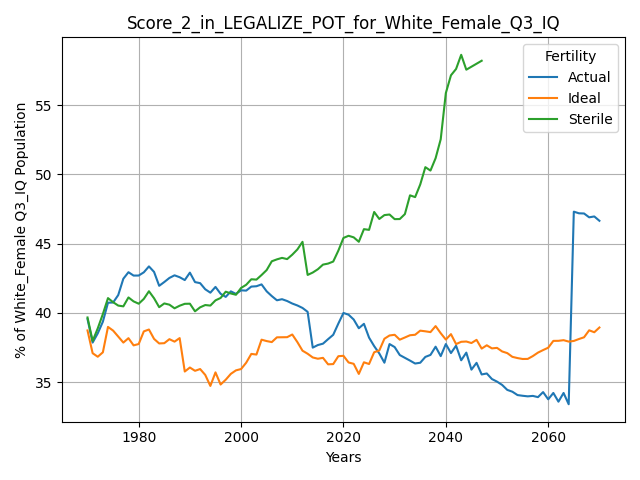 Score_2_in_LEGALIZE_POT_for_White_Female_Q3_IQ
% of White_Female Q3_IQ Population
55
50
45
40
35
Fertility
Actual
Ideal
Sterile
1980
2000
2020
2040
2060
Years